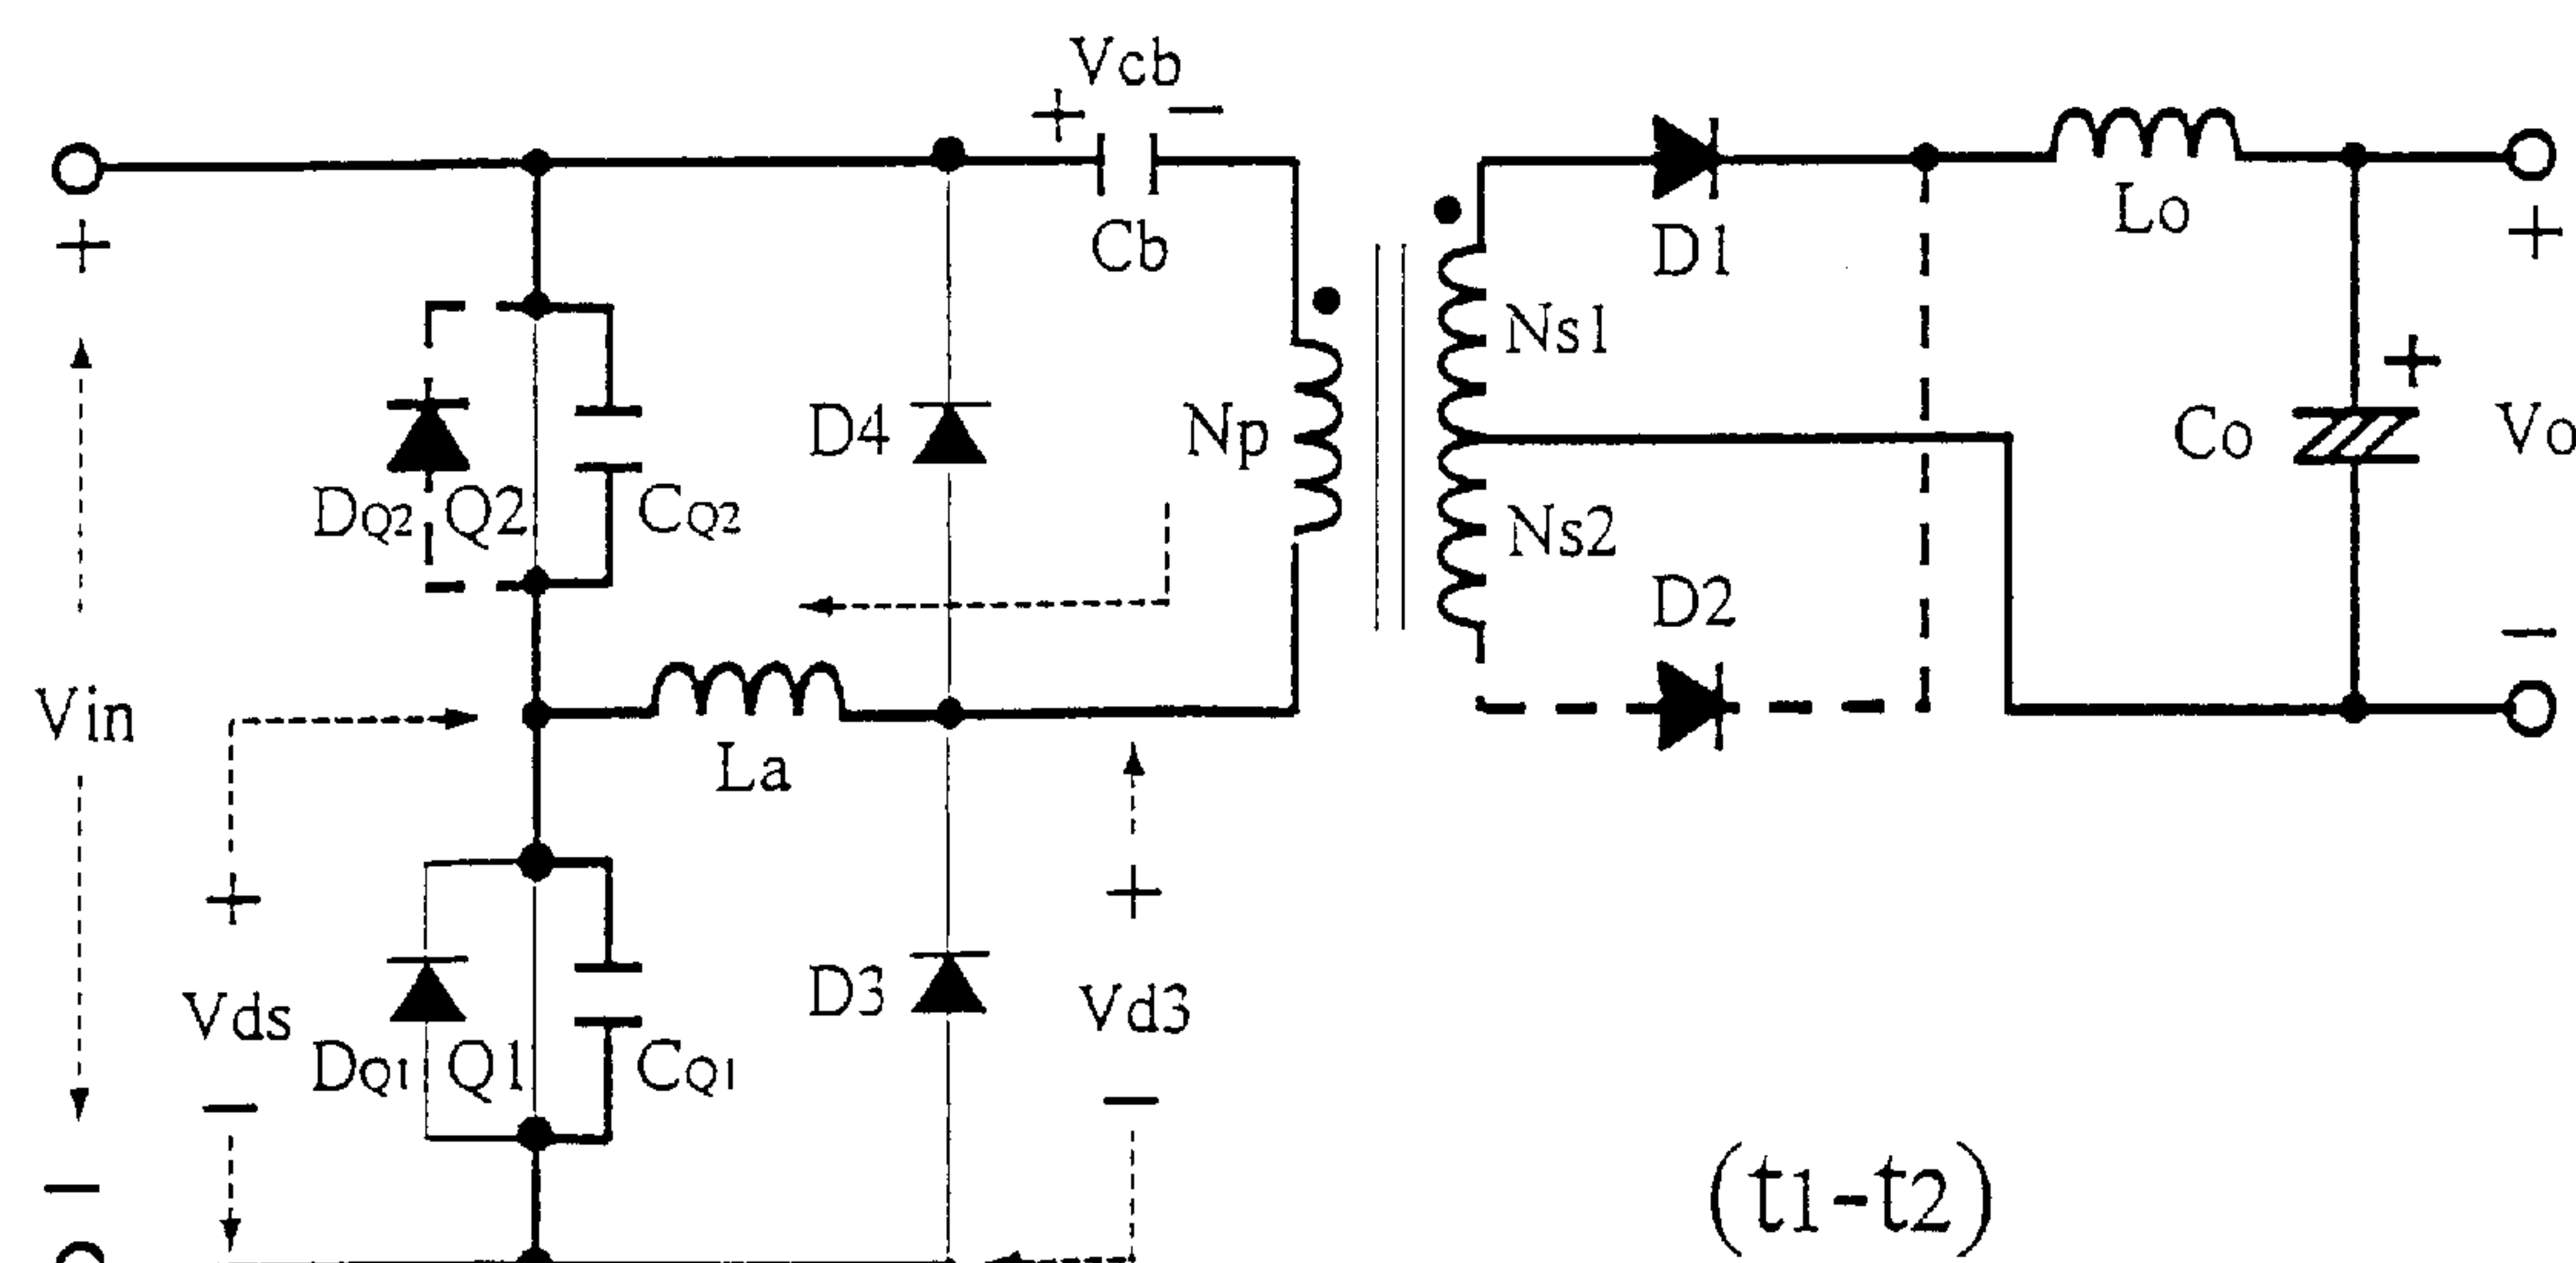 Vcb
+ −
+
Cb
D1
Lo
+
Ns1
+
D4
Np
Co
Vo
DQ2 Q2
CQ2
Ns2
D2
−
Vin
La
+
+
Vds
D3
Vd3
DQ1 Q1
CQ1
−
−
−
(t1-t2)